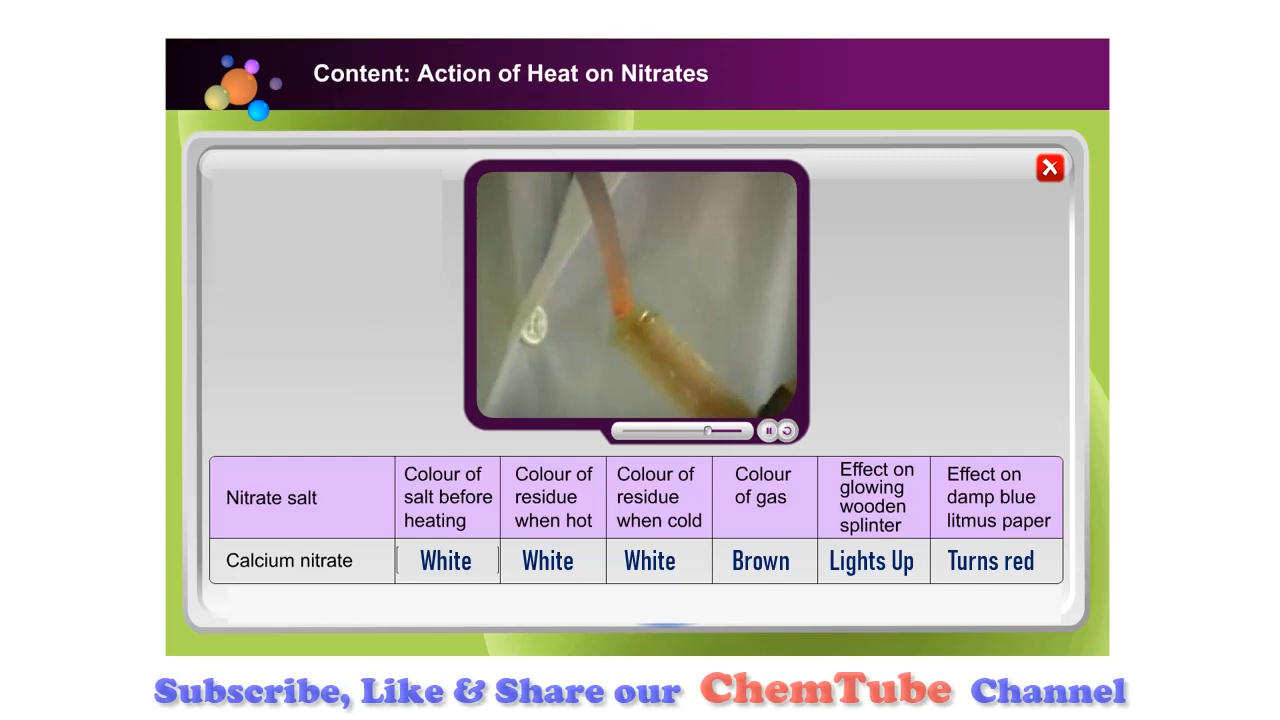 Content: Action of Heat on Nitrates
Nitrate salt
Colour of
salt before
heating
Colour of
residue
when hot
Colour of
residue
when cold
Colour
of gas
Effect on
glowing
wooden
splinter
Effect on
damp blue
litmus paper
Calcium nitrate
White
White
White
Brown
Lights Up
Turns red
Subscribe, Like & Share our ChemTube Channel